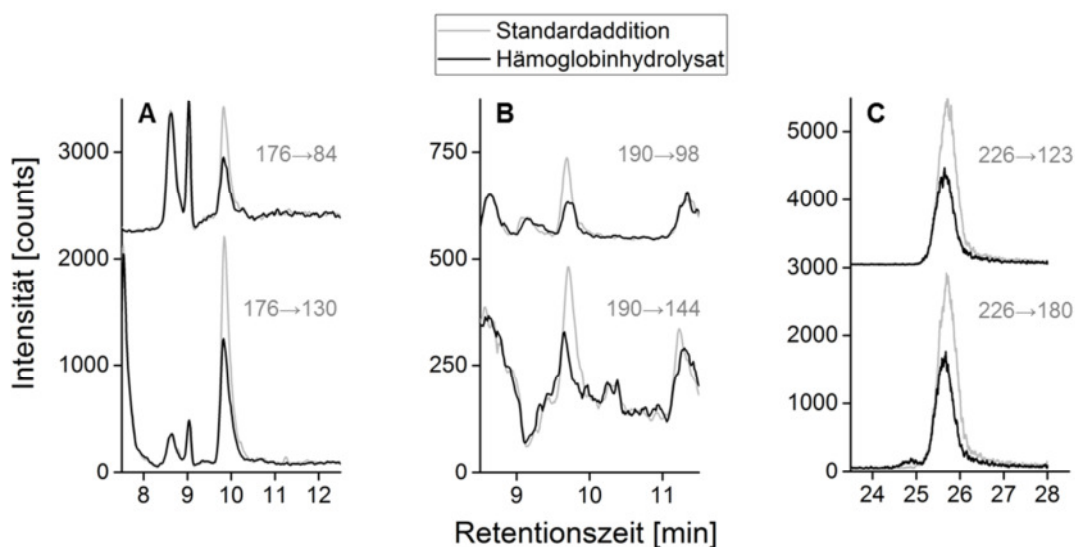 Standardaddition
Hämoglobinhydrolysat
A
B
C
176→84
190→98
226→123
176→130
190→144
226→180
Intensität [counts]
3000
2000
1000
0
750
500
250
0
5000
4000
3000
2000
1000
0
8 9 10 11 12
9 10 11
24 25 26 27 28
Retentionszeit [min]